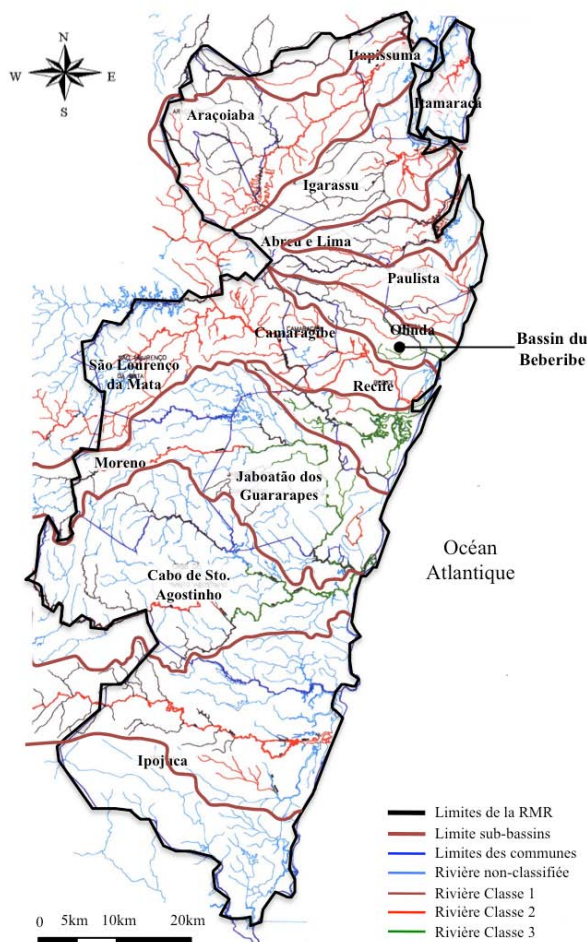 N
W E
S
Itapissuma
Itamaracá
Araçoiaba
Igarassu
Abreu e Lima
Paulista
Olinda
Camaragibe
Bassin du
Beberibe
São Lourenço
da Mata
Recife
Moreno
Jaboatão dos
Guararapes
Océan
Atlantique
Cabo de Sto.
Agostinho
Ipojuca
Limites de la RMR
Limite sub-bassins
Limites des communes
Rivière non-classifiée
Rivière Classe 1
Rivière Classe 2
Rivière Classe 3
0 5km 10km 20km